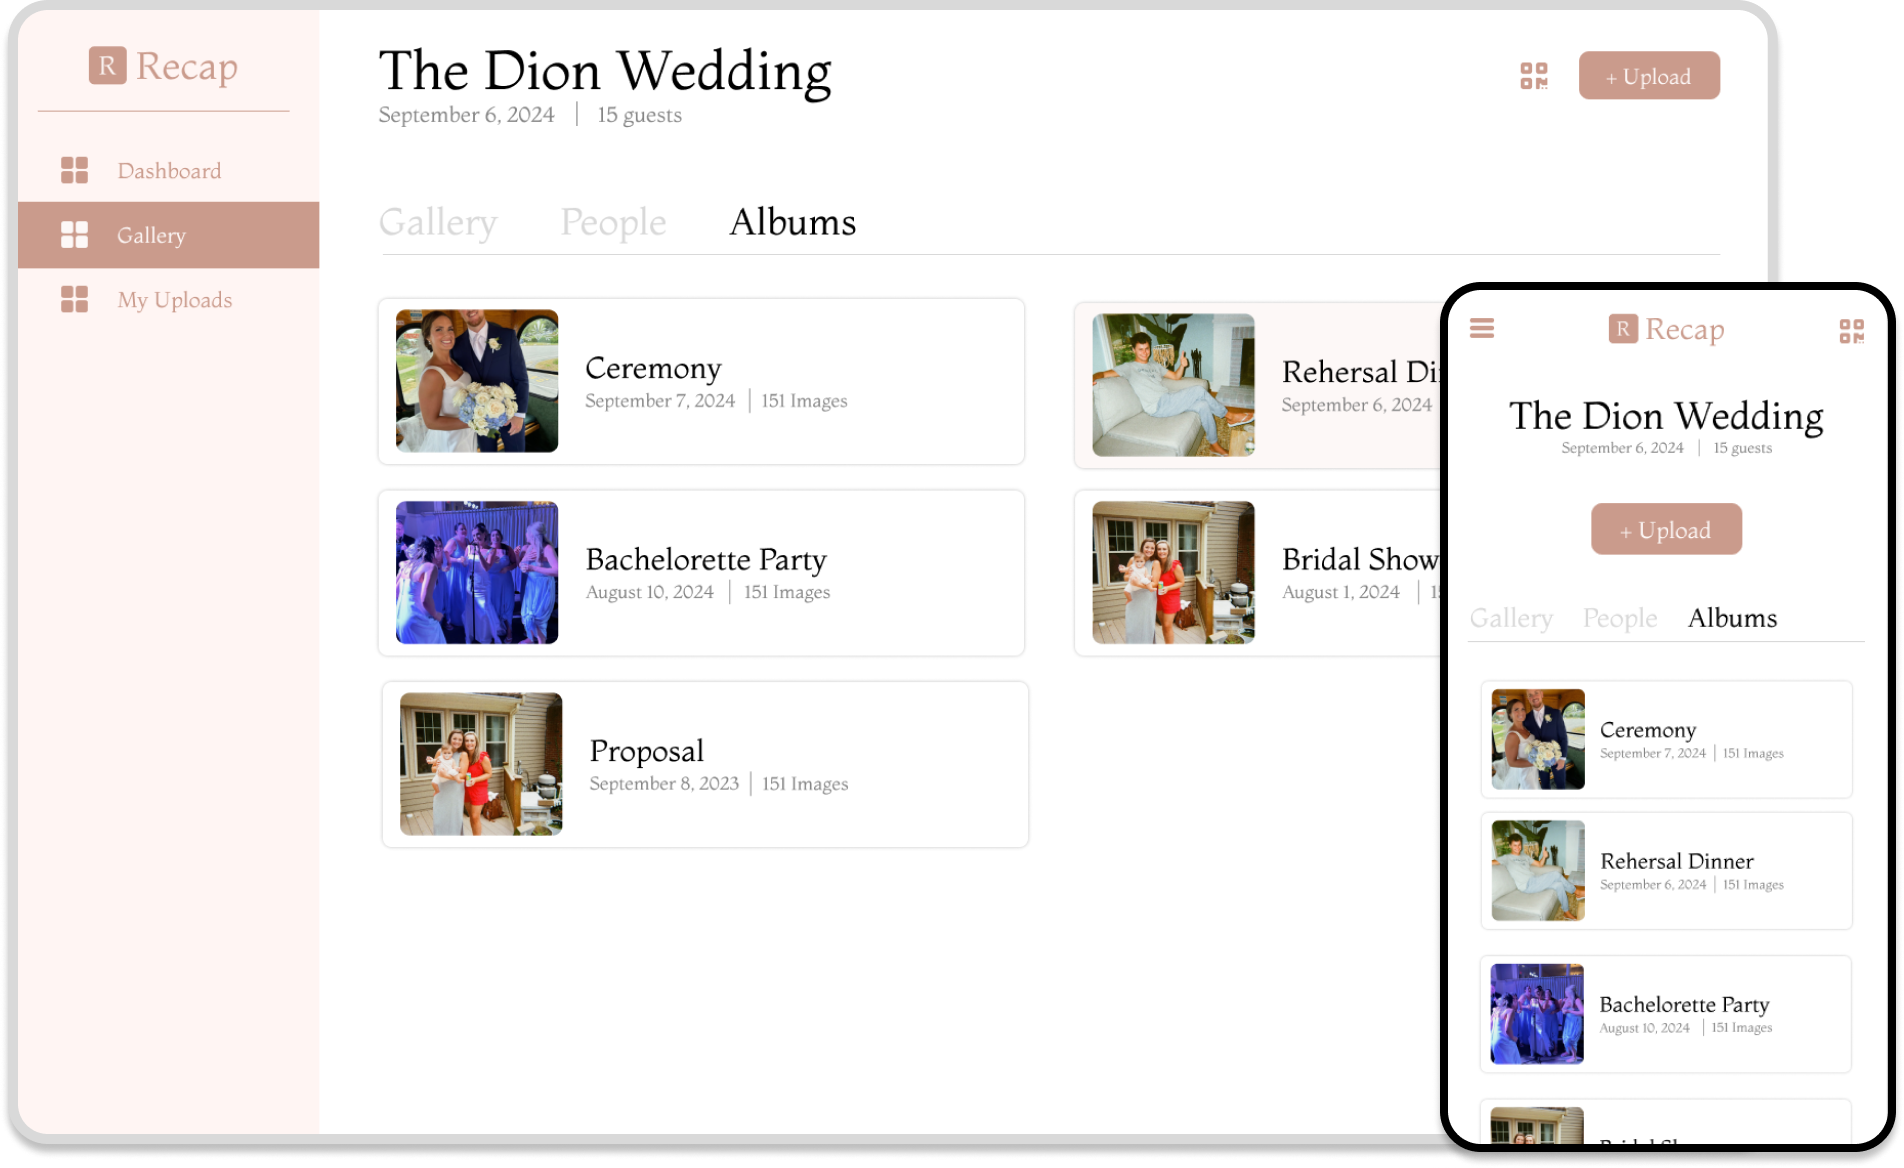 R Recap
Dashboard
Gallery
My Uploads
The Dion Wedding
September 6, 2024 | 15 guests
+ Upload
Gallery People Albums
Ceremony
September 7, 2024 | 151 Images
Rehersal Di
September 6, 2024
Bachelorette Party
August 10, 2024 | 151 Images
Bridal Show
August 1, 2024 | 1
Proposal
September 8, 2023 | 151 Images
R Recap
The Dion Wedding
September 6, 2024 | 15 guests
+ Upload
Gallery People Albums
Ceremony
September 7, 2024 | 151 Images
Rehersal Dinner
September 6, 2024 | 151 Images
Bachelorette Party
August 10, 2024 | 151 Images
Bridal Sh